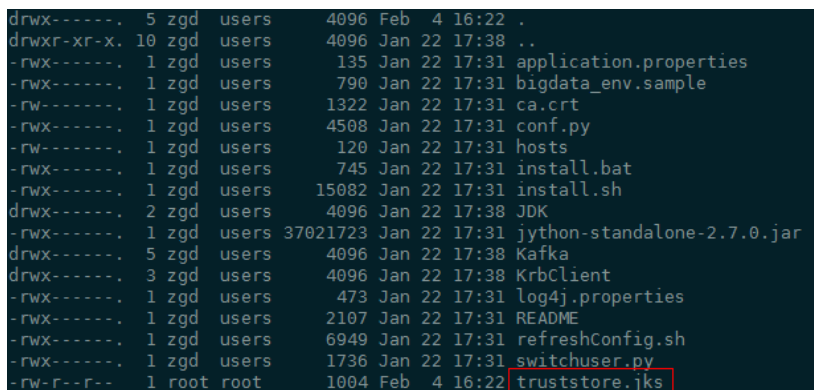 drwx------. 5 zgd users 4096 Feb 4 16:22 .
drwxr-xr-x. 10 zgd users 4096 Jan 22 17:38 ..
-rwx------. 1 zgd users 135 Jan 22 17:31 application.properties
-rwx------. 1 zgd users 790 Jan 22 17:31 bigdata_env.sample
-rw-------. 1 zgd users 1322 Jan 22 17:31 ca.crt
-rwx------. 1 zgd users 4508 Jan 22 17:31 conf.py
-rw-------. 1 zgd users 120 Jan 22 17:31 hosts
-rwx------. 1 zgd users 745 Jan 22 17:31 install.bat
-rwx------. 1 zgd users 15082 Jan 22 17:31 install.sh
drwx------. 2 zgd users 4096 Jan 22 17:38 JDK
-rwx------. 1 zgd users 37021723 Jan 22 17:31 jython-standalone-2.7.0.jar
drwx------. 5 zgd users 4096 Jan 22 17:38 Kafka
drwx------. 3 zgd users 4096 Jan 22 17:38 KrbClient
-rwx------. 1 zgd users 473 Jan 22 17:31 log4j.properties
-rwx------. 1 zgd users 2107 Jan 22 17:31 README
-rwx------. 1 zgd users 6949 Jan 22 17:31 refreshConfig.sh
-rwx------. 1 zgd users 1736 Jan 22 17:31 switchuser.py
-rw-r--r-- 1 root root 1004 Feb 4 16:22 truststore.jks